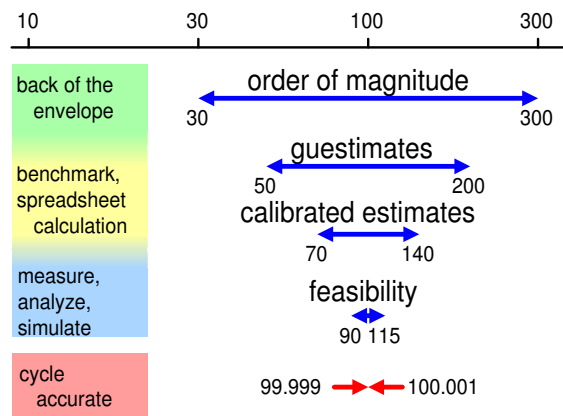 10 30 100 300
back of the
envelope
order of magnitude
30 300
guestimates
50 200
benchmark,
spreadsheet
calculation
calibrated estimates
70 140
measure,
analyze,
simulate
feasibility
90 115
cycle
accurate
99.999 100.001